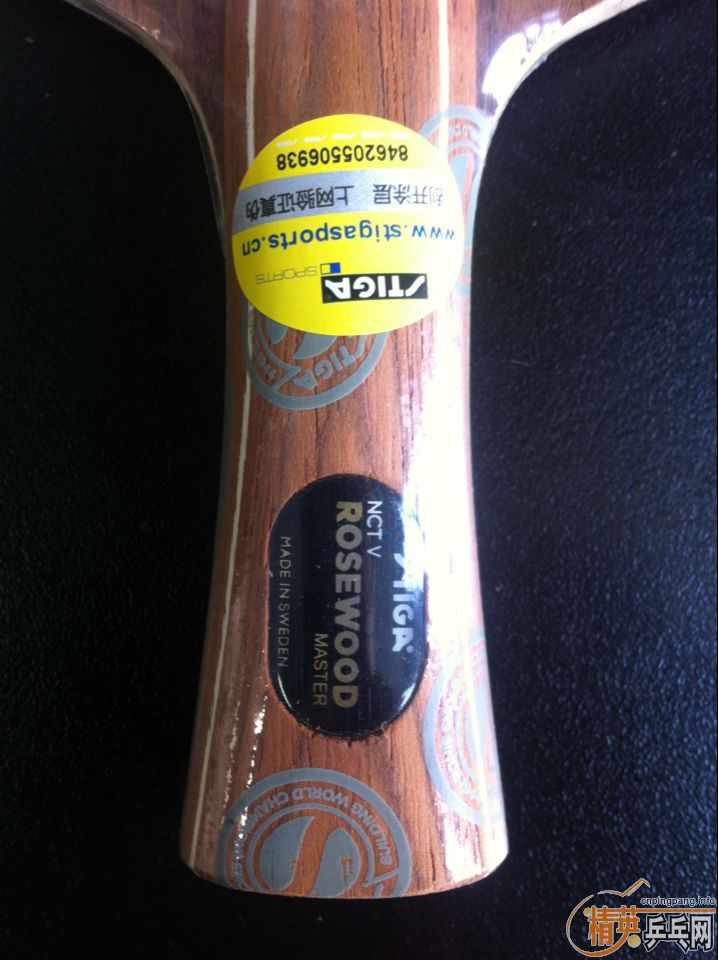 STIGA
SPORTS
www.stigasports.cn
刮开涂层 上网验证真伪
846205506938
STIGA
STIGA®
NCT V
ROSEWOOD
MASTER
MADE IN SWEDEN
BUILDING WORLD
cnpingpang.info
精英乒乓网